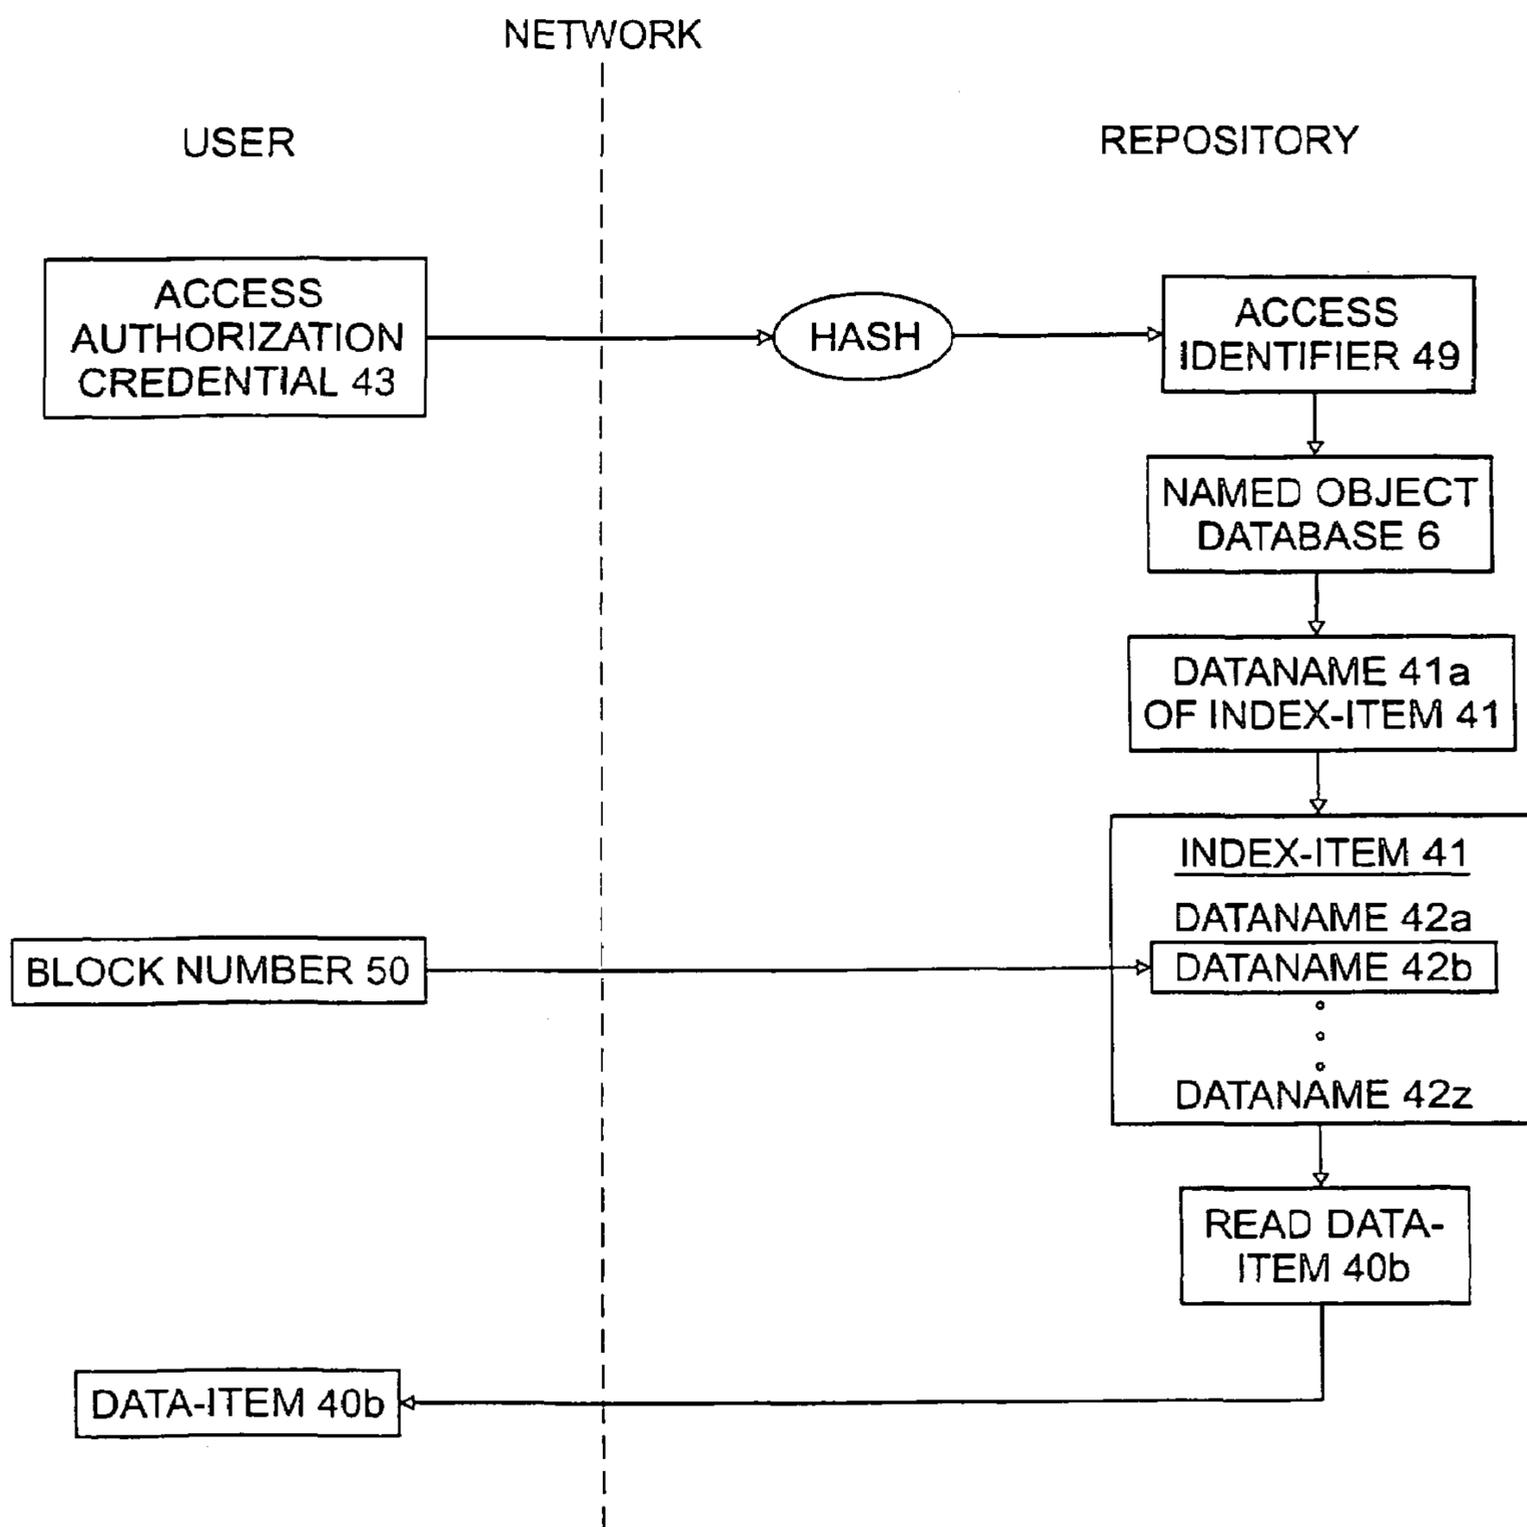 NETWORK
USER
REPOSITORY
ACCESS
AUTHORIZATION
CREDENTIAL 43
HASH
ACCESS
IDENTIFIER 49
NAMED OBJECT
DATABASE 6
DATANAME 41a
OF INDEX-ITEM 41
INDEX-ITEM 41
DATANAME 42a
BLOCK NUMBER 50
DATANAME 42b
DATANAME 42z
READ DATA-
ITEM 40b
DATA-ITEM 40b